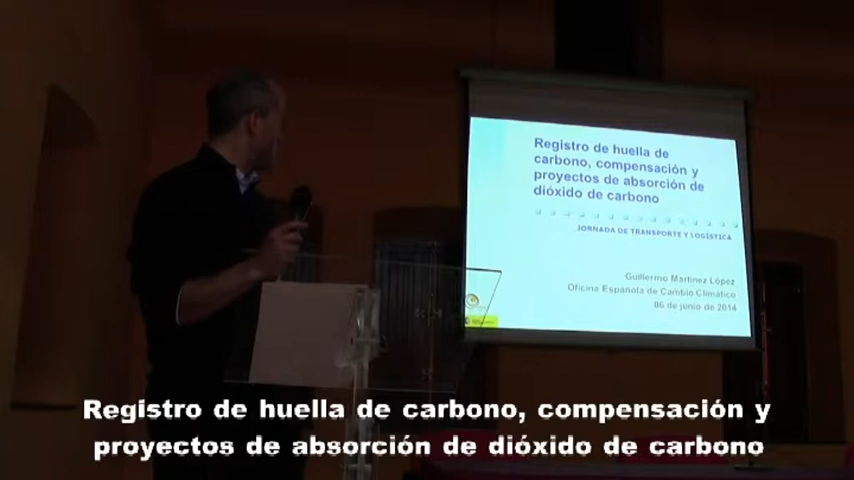 Registro de huella de
carbono, compensación y
proyectos de absorción de
dióxido de carbono
JORNADA DE TRANSPORTE Y LOGÍSTICA
Guillermo Martínez López
Oficina Española de Cambio Climático
06 de junio de 2014
Registro de huella de carbono, compensación y
proyectos de absorción de dióxido de carbono